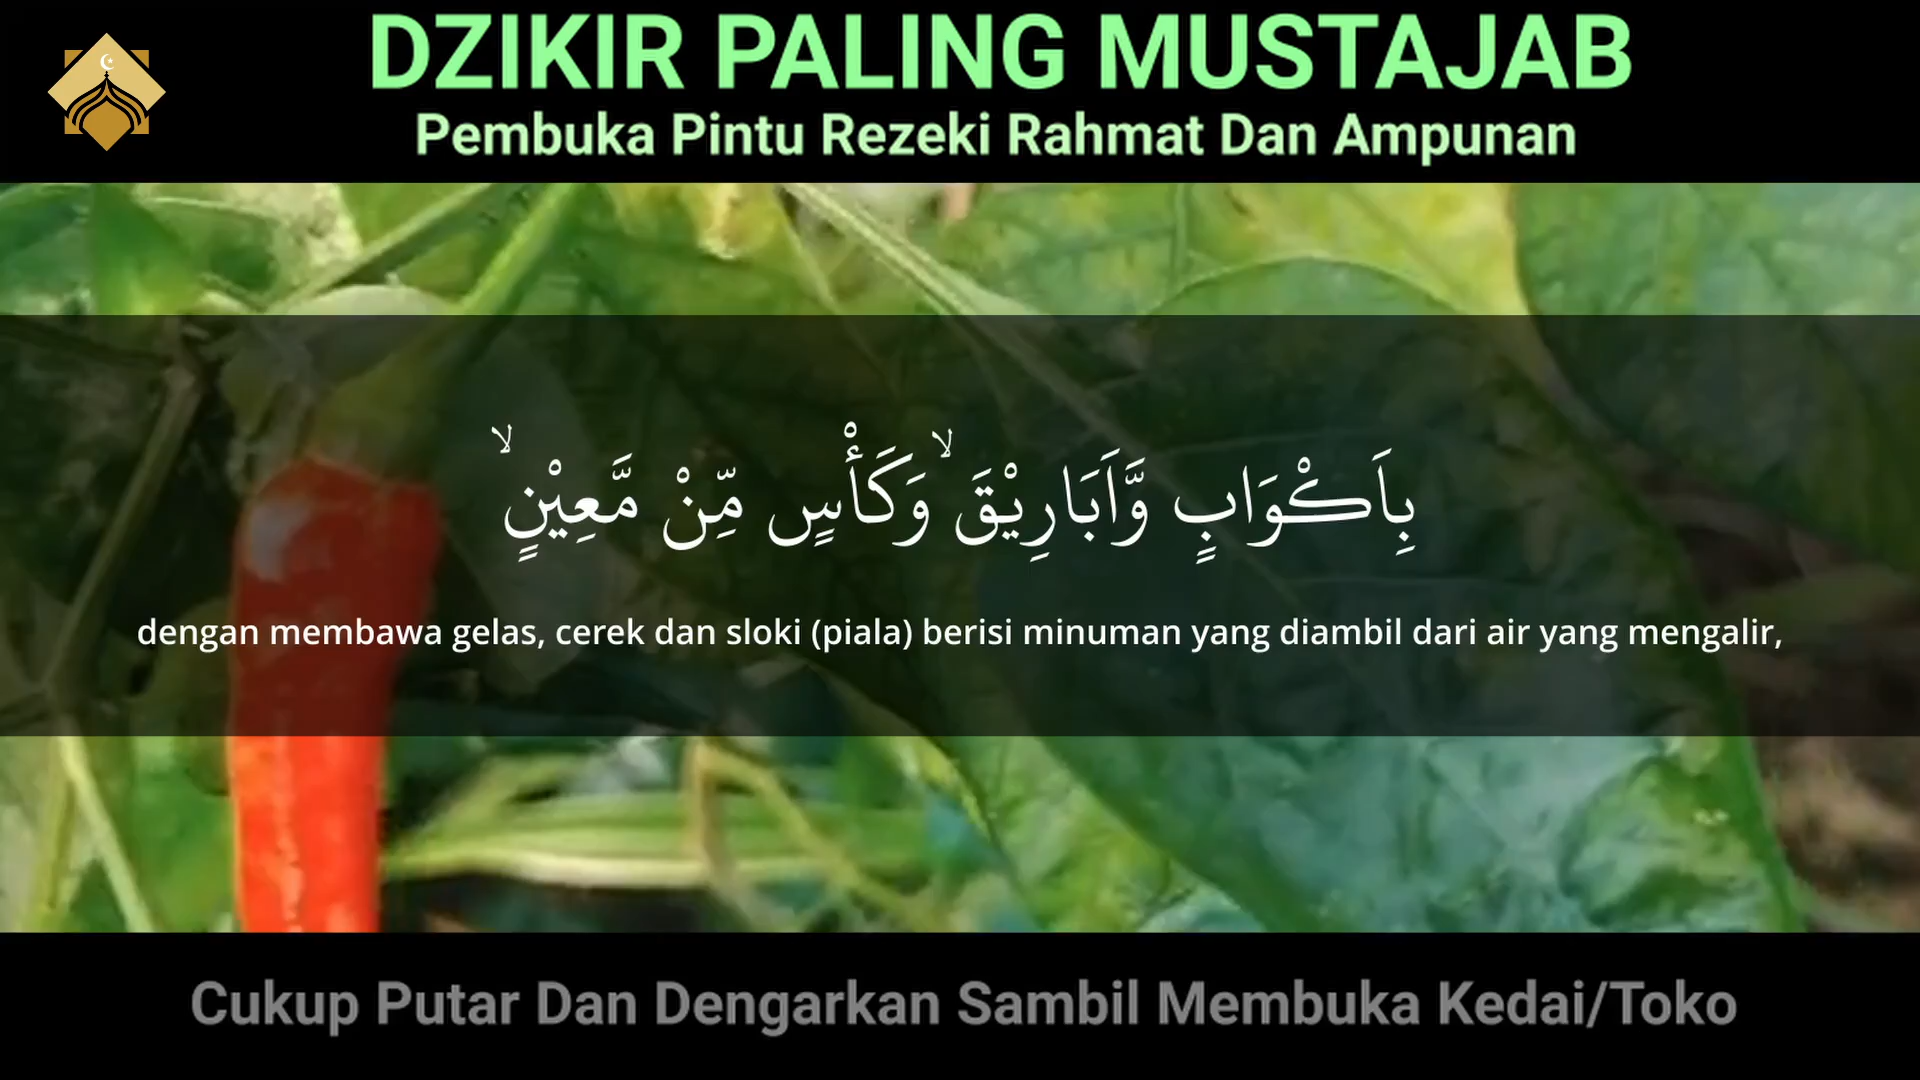 DZIKIR PALING MUSTAJAB
Pembuka Pintu Rezeki Rahmat Dan Ampunan
بِاَكْوَابٍ وَّاَبَارِيْقَۙ وَكَأْسٍ مِّنْ مَّعِيْنٍۙ
dengan membawa gelas, cerek dan sloki (piala) berisi minuman yang diambil dari air yang mengalir,
Cukup Putar Dan Dengarkan Sambil Membuka Kedai/Toko